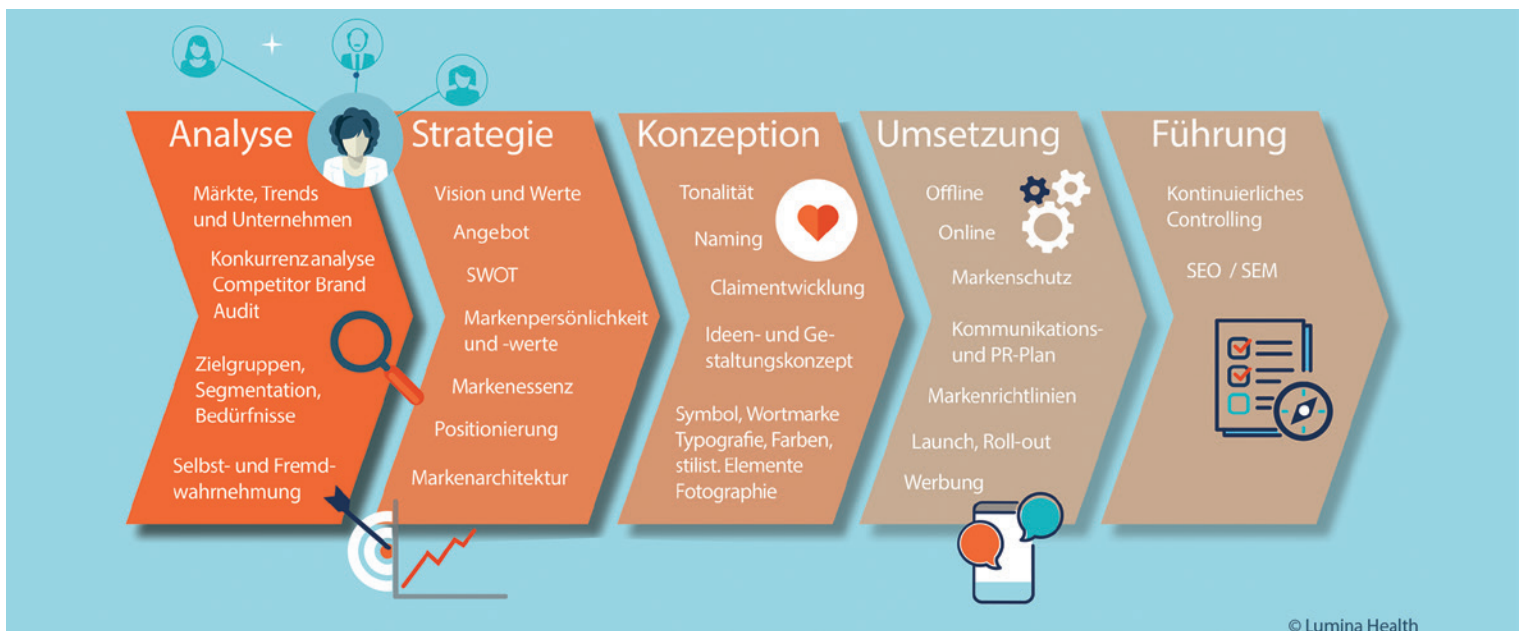 Analyse
Märkte, Trends
und Unternehmen
Konkurrenzanalyse
Competitor Brand
Audit
Zielgruppen,
Segmentation,
Bedürfnisse
Selbst- und Fremd-
wahrnehmung
Strategie
Vision und Werte
Angebot
SWOT
Markenpersönlichkeit
und -werte
Markenessenz
Positionierung
Markenarchitektur
Konzeption
Tonalität
Naming
Claimentwicklung
Ideen- und Ge-
staltungskonzept
Symbol, Wortmarke
Typografie, Farben,
stilist. Elemente
Fotographie
Umsetzung
Offline
Online
Markenschutz
Kommunikations-
und PR-Plan
Markenrichtlinien
Launch, Roll-out
Werbung
Führung
Kontinuierliches
Controlling
SEO / SEM
© Lumina Health